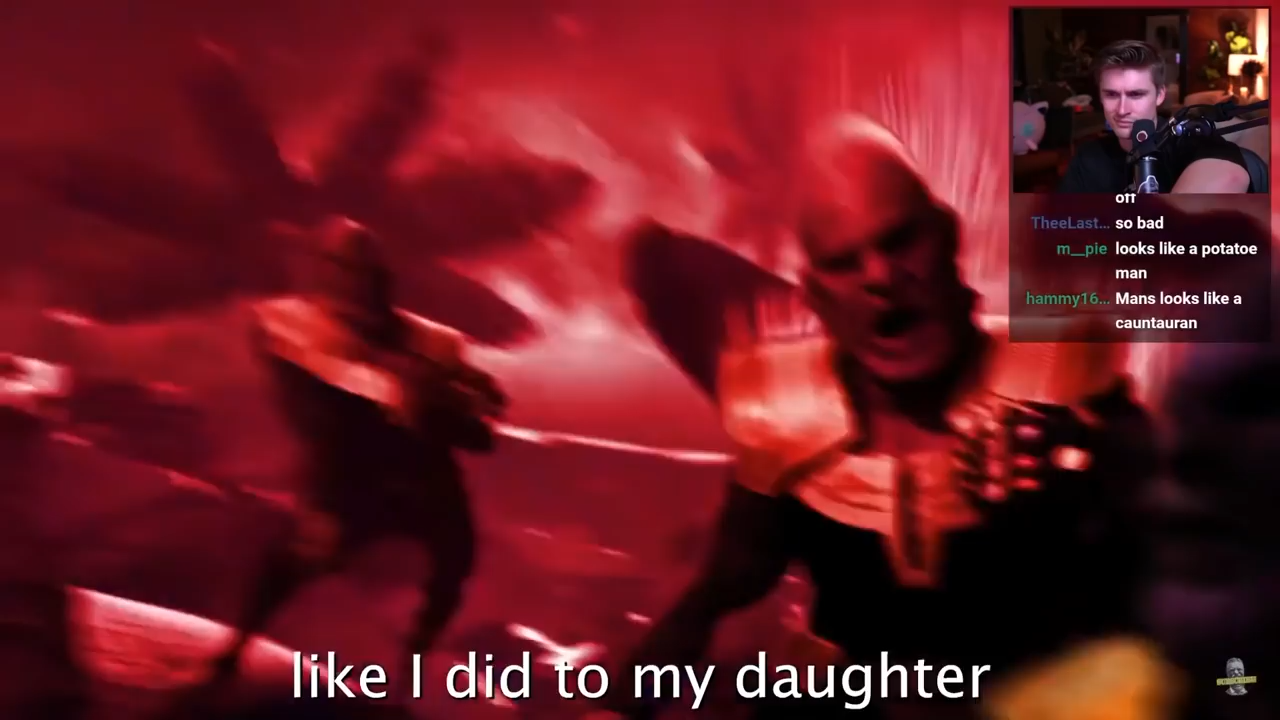 off
TheeLast... so bad
m__pie looks like a potatoe
man
hammy16... Mans looks like a
cauntauran
like I did to my daughter